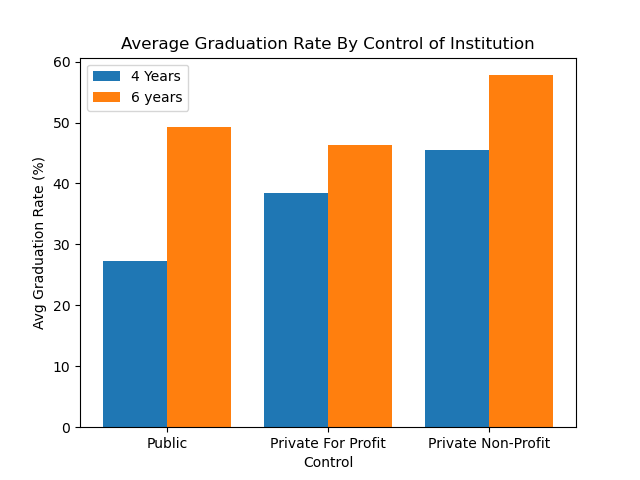 Average Graduation Rate By Control of Institution
4 Years
6 years
60
50
40
30
20
10
0
Avg Graduation Rate (%)
Public
Private For Profit
Private Non-Profit
Control